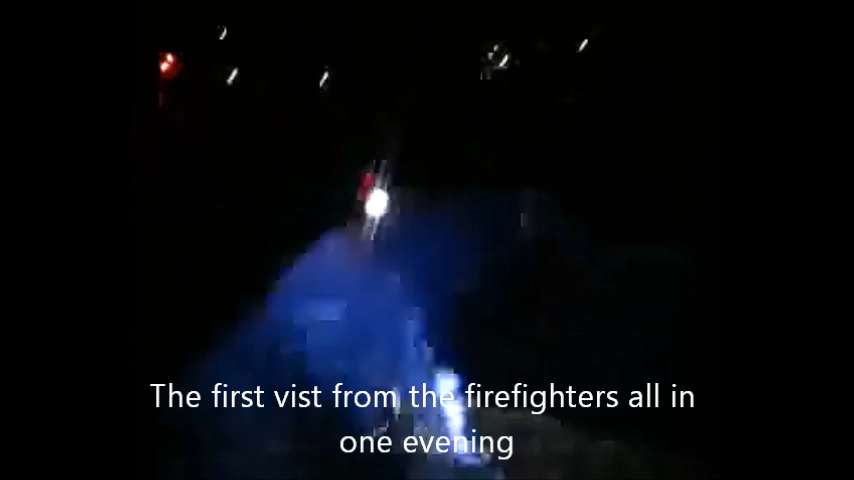 The first vist from the firefighters all in
one evening